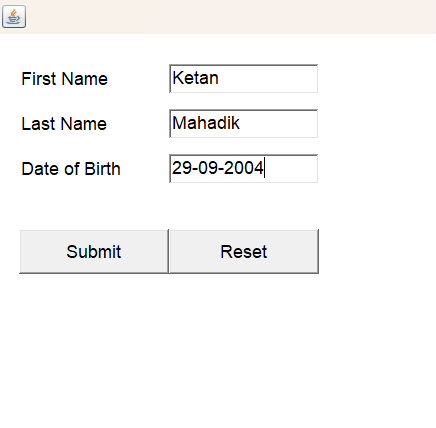 First Name Ketan
Last Name Mahadik
Date of Birth 29-09-2004
Submit Reset